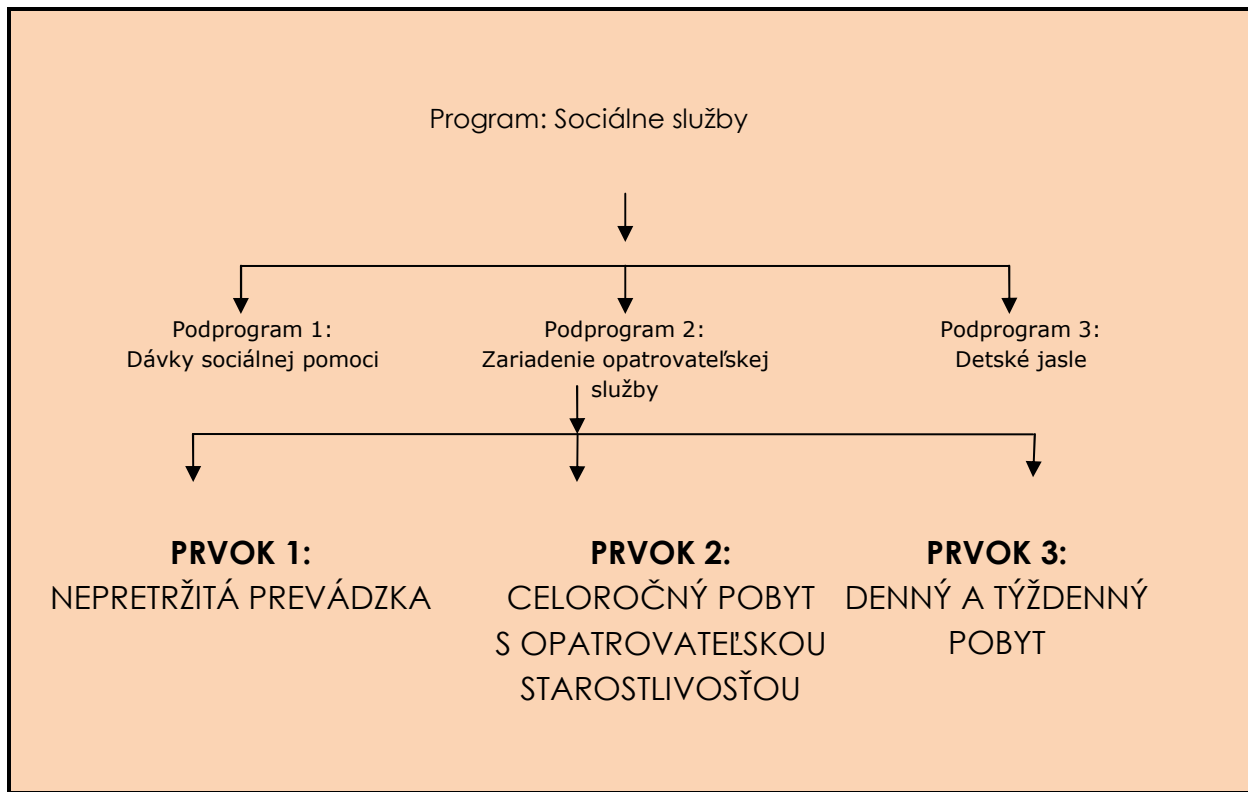 Program: Sociálne služby
Podprogram 1:
Dávky sociálnej pomoci
Podprogram 2:
Zariadenie opatrovateľskej
služby
Podprogram 3:
Detské jasle
PRVOK 1:
NEPRETRŽITÁ PREVÁDZKA
PRVOK 2:
CELOROČNÝ POBYT
S OPATROVATEĽSKOU
STAROSTLIVOSŤOU
PRVOK 3:
DENNÝ A TÝŽDENNÝ
POBYT